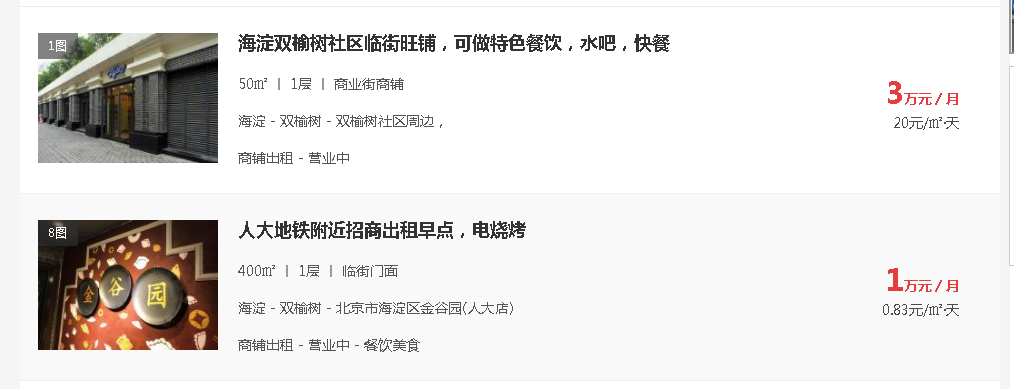 1图
海淀双榆树社区临街旺铺，可做特色餐饮，水吧，快餐
50㎡ | 1层 | 商业街商铺
3万元/月
海淀 - 双榆树 - 双榆树社区周边，
20元/㎡·天
商铺出租 - 营业中
8图
人大地铁附近招商出租早点，电烧烤
400㎡ | 1层 | 临街门面
1万元/月
海淀 - 双榆树 - 北京市海淀区金谷园(人大店)
0.83元/㎡·天
商铺出租 - 营业中 - 餐饮美食
金谷园